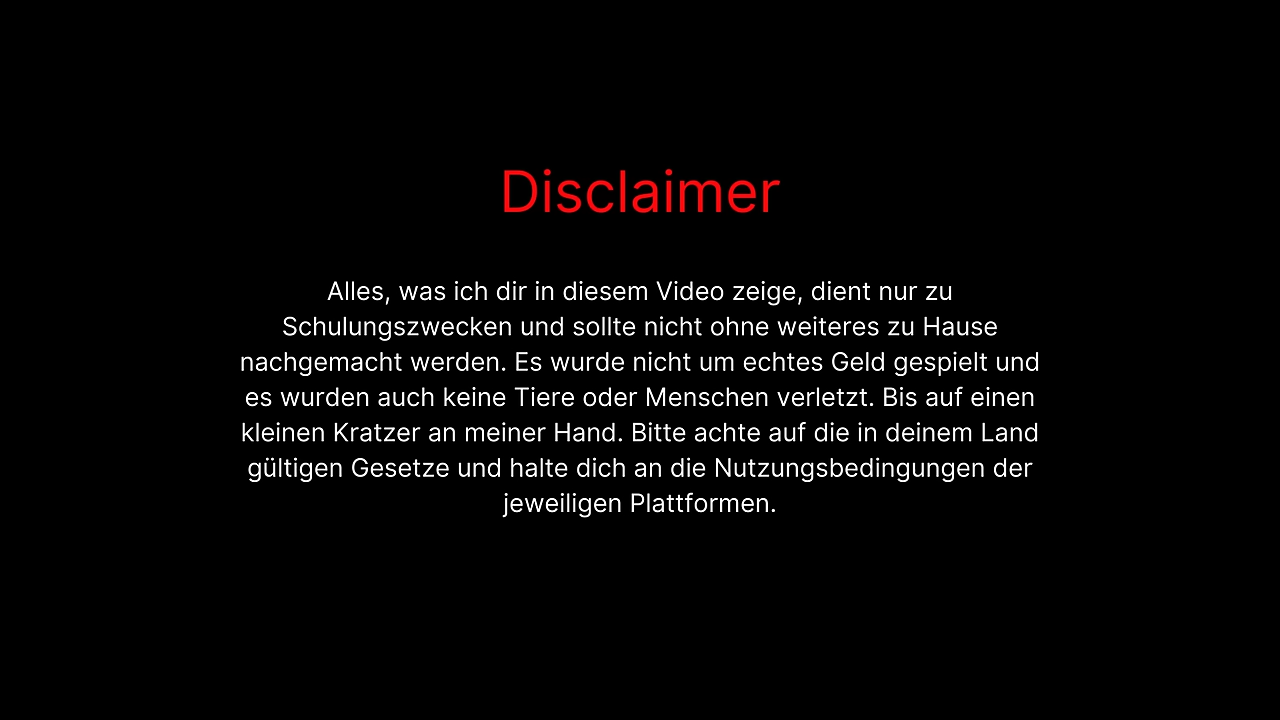 Disclaimer
Alles, was ich dir in diesem Video zeige, dient nur zu
Schulungszwecken und sollte nicht ohne weiteres zu Hause
nachgemacht werden. Es wurde nicht um echtes Geld gespielt und
es wurden auch keine Tiere oder Menschen verletzt. Bis auf einen
kleinen Kratzer an meiner Hand. Bitte achte auf die in deinem Land
gültigen Gesetze und halte dich an die Nutzungsbedingungen der
jeweiligen Plattformen.